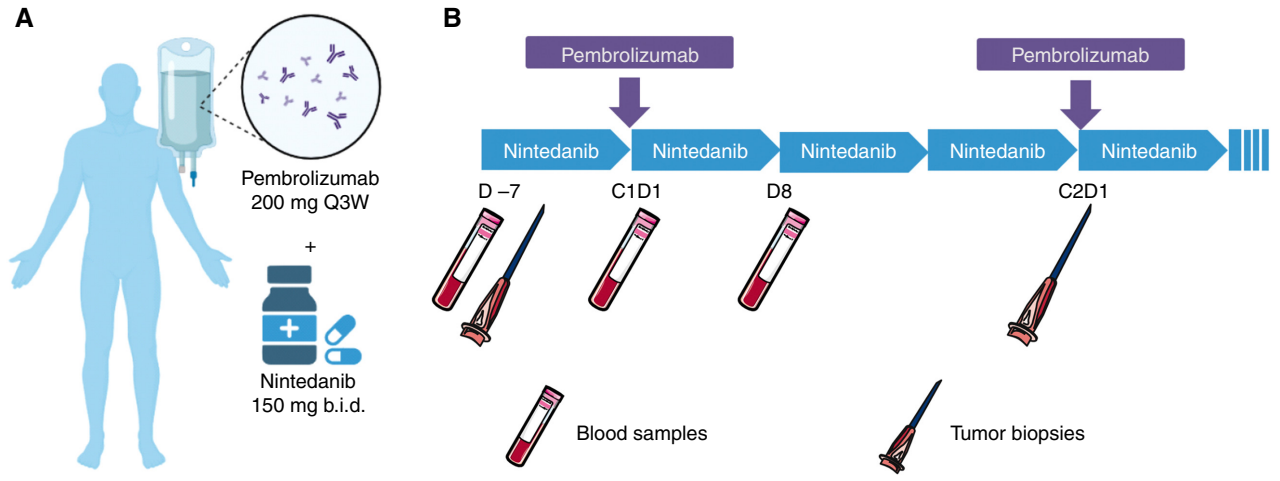 A
Pembrolizumab
200 mg Q3W
+
Nintedanib
150 mg b.i.d.
B
Pembrolizumab
Pembrolizumab
Nintedanib
Nintedanib
Nintedanib
Nintedanib
Nintedanib
D –7
C1D1
D8
C2D1
Blood samples
Tumor biopsies